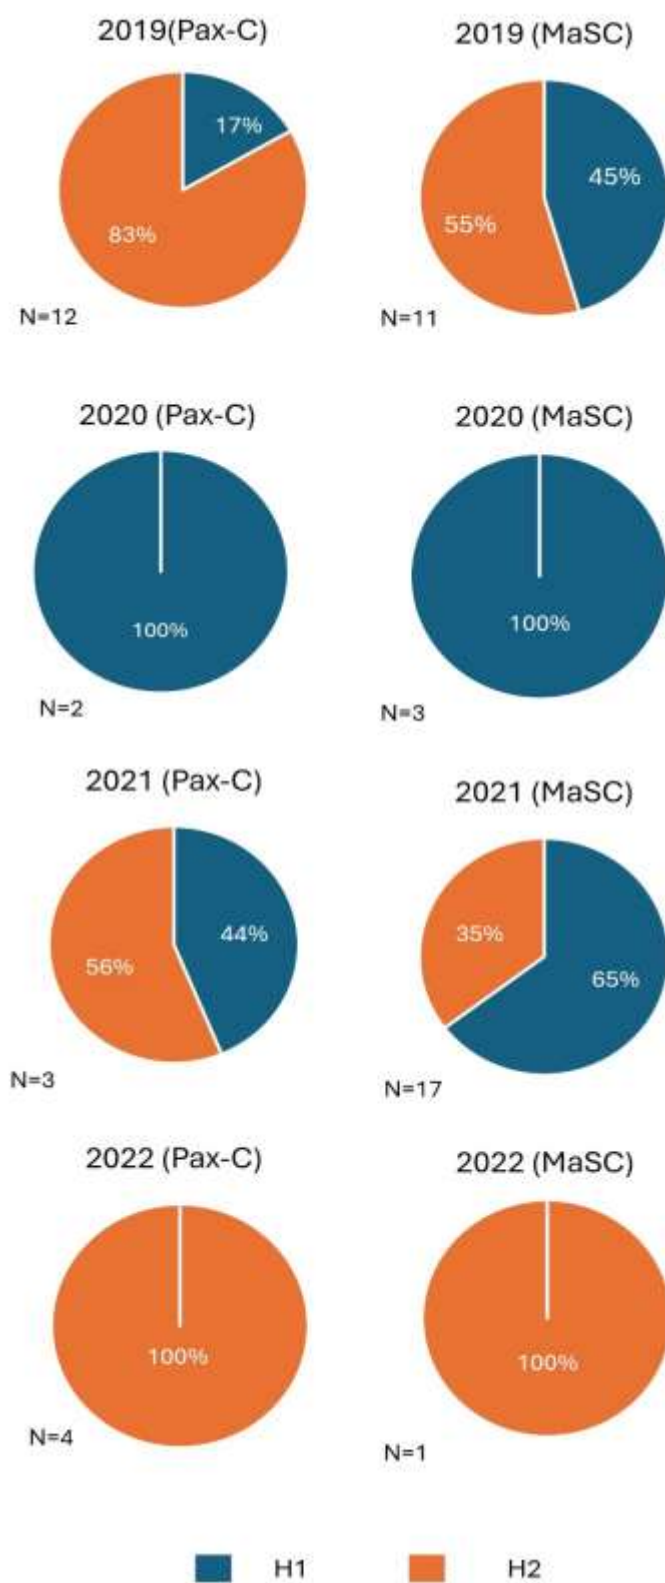 2019(Pax-C)
2019 (MaSC)
17%
83%
45%
55%
N=12
N=11
2020 (Pax-C)
2020 (MaSC)
100%
100%
N=2
N=3
2021 (Pax-C)
2021 (MaSC)
44%
56%
35%
65%
N=3
N=17
2022 (Pax-C)
2022 (MaSC)
100%
100%
N=4
N=1
H1
H2